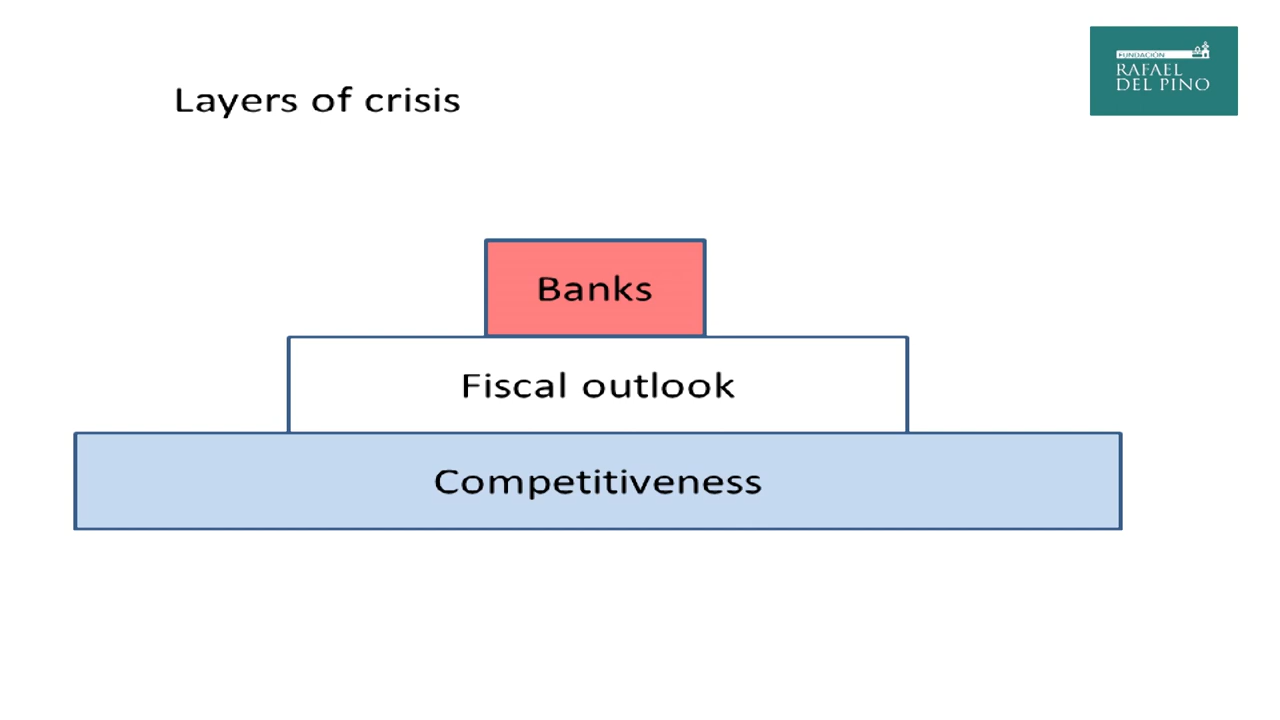 FUNDACIÓN
RAFAEL
DEL PINO
Layers of crisis
Banks
Fiscal outlook
Competitiveness